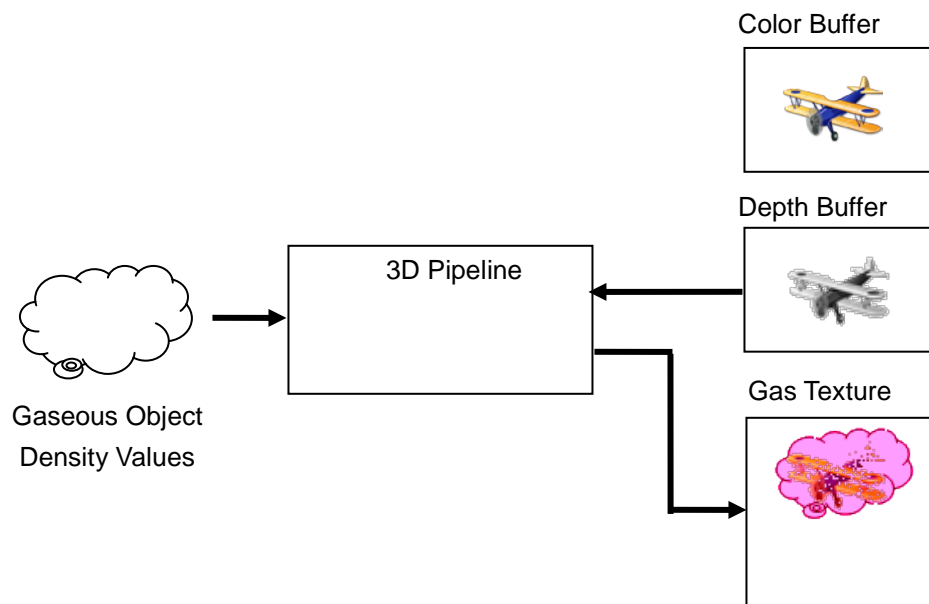 Color Buffer
Depth Buffer
3D Pipeline
Gaseous Object
Density Values
Gas Texture